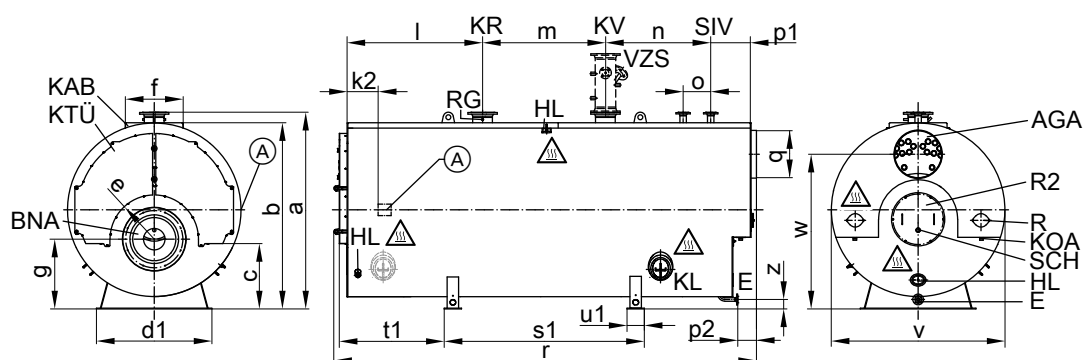 l
KR
m
KV
n
SIV
p1
KAB
f
KTÜ
k2
RG
HL
VZS
o
AGA
A
A
e
BNA
b
a
q
w
R2
R
KOA
SCH
HL
E
g
c
HL
KL
E
z
d1
t1
s1
u1
p2
r
v